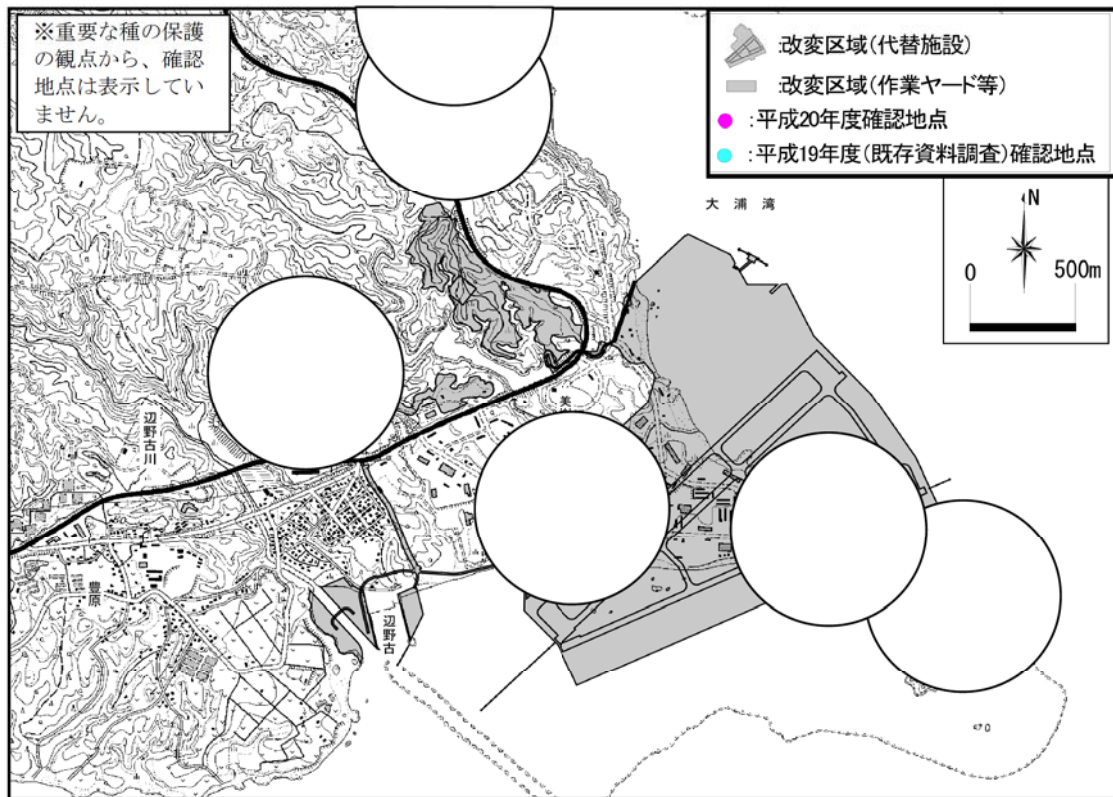 ※重要な種の保護
の観点から、確認
地点は表示してい
ません。
:改変区域(代替施設)
:改変区域(作業ヤード等)
:平成20年度確認地点
:平成19年度(既存資料調査)確認地点
大浦湾
N
0 500m
美
辺野古川
豊原
辺野古